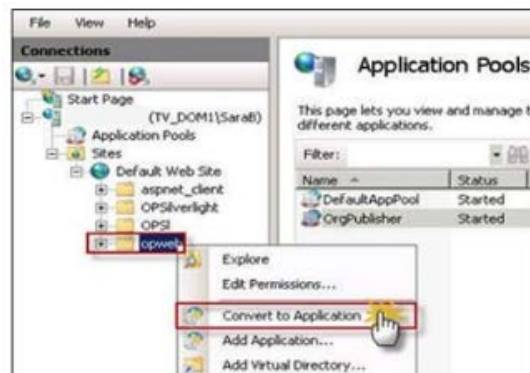 File View Help
Connections
Start Page
(TV_DOM1\SaraB)
Application Pools
Sites
Default Web Site
aspnet_client
OPSilverlight
OPSI
opweb
Explore
Edit Permissions...
Convert to Application
Add Application...
Add Virtual Directory...
Application Pools
This page lets you view and manage t
different applications.
Filter:
Name Status
DefaultAppPool Started
OrgPublisher Started